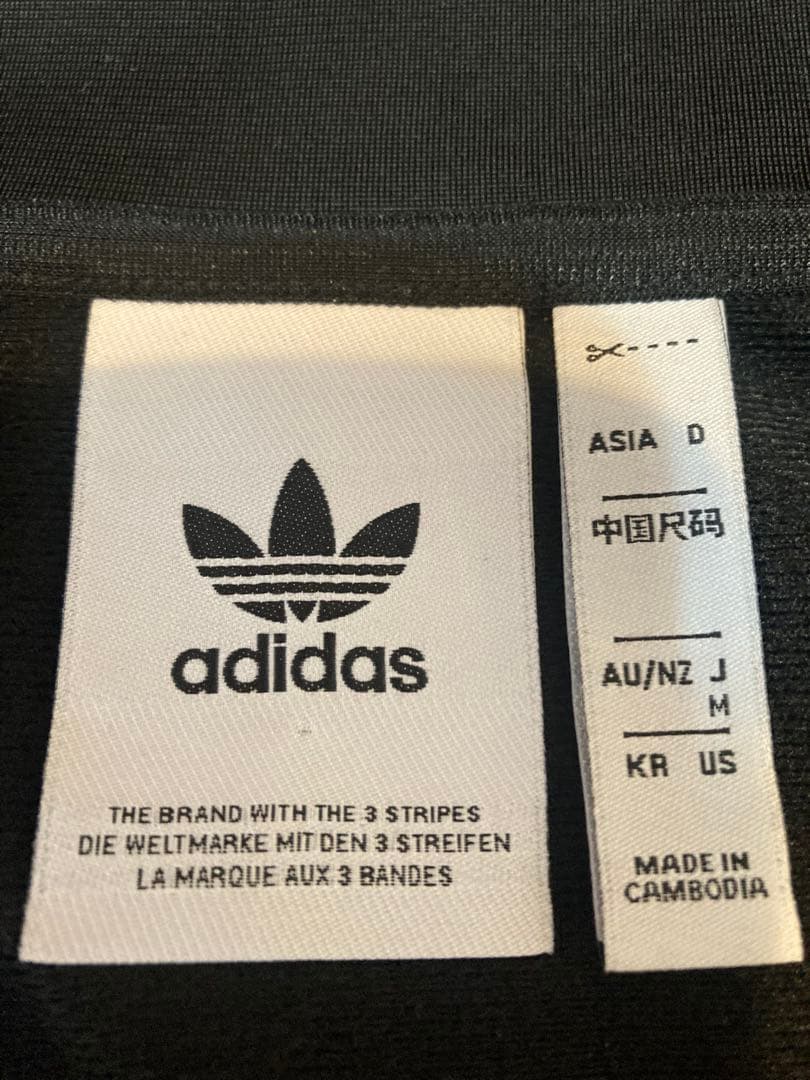 adidas
THE BRAND WITH THE 3 STRIPES
DIE WELTMARKE MIT DEN 3 STREIFEN
LA MARQUE AUX 3 BANDES
ASIA D
中国尺码
AU/NZ J
M
KR US
MADE IN
CAMBODIA